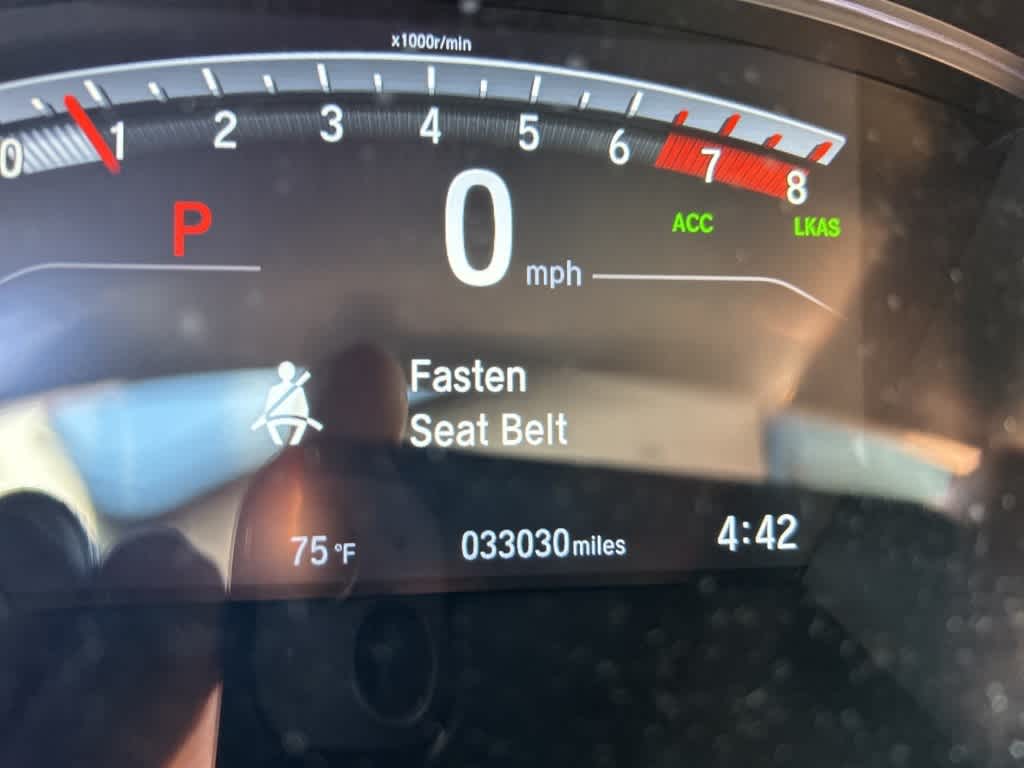 x1000r/min
0 1 2 3 4 5 6 7 8
P 0 mph ACC LKAS
Fasten
Seat Belt
75 °F 033030 miles 4:42